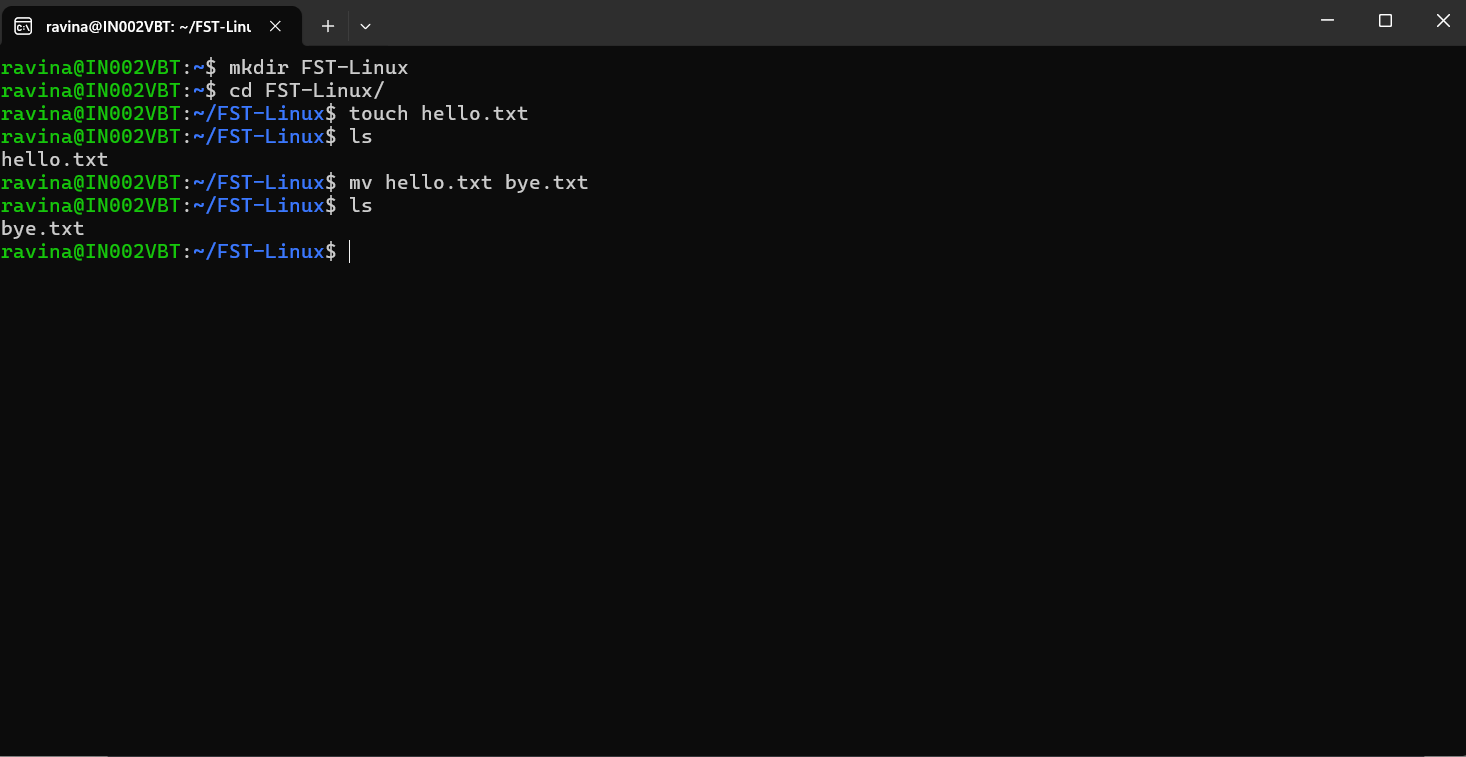 ravina@IN002VBT: ~/FST-Linu
ravina@IN002VBT:~$ mkdir FST-Linux
ravina@IN002VBT:~$ cd FST-Linux/
ravina@IN002VBT:~/FST-Linux$ touch hello.txt
ravina@IN002VBT:~/FST-Linux$ ls
hello.txt
ravina@IN002VBT:~/FST-Linux$ mv hello.txt bye.txt
ravina@IN002VBT:~/FST-Linux$ ls
bye.txt
ravina@IN002VBT:~/FST-Linux$